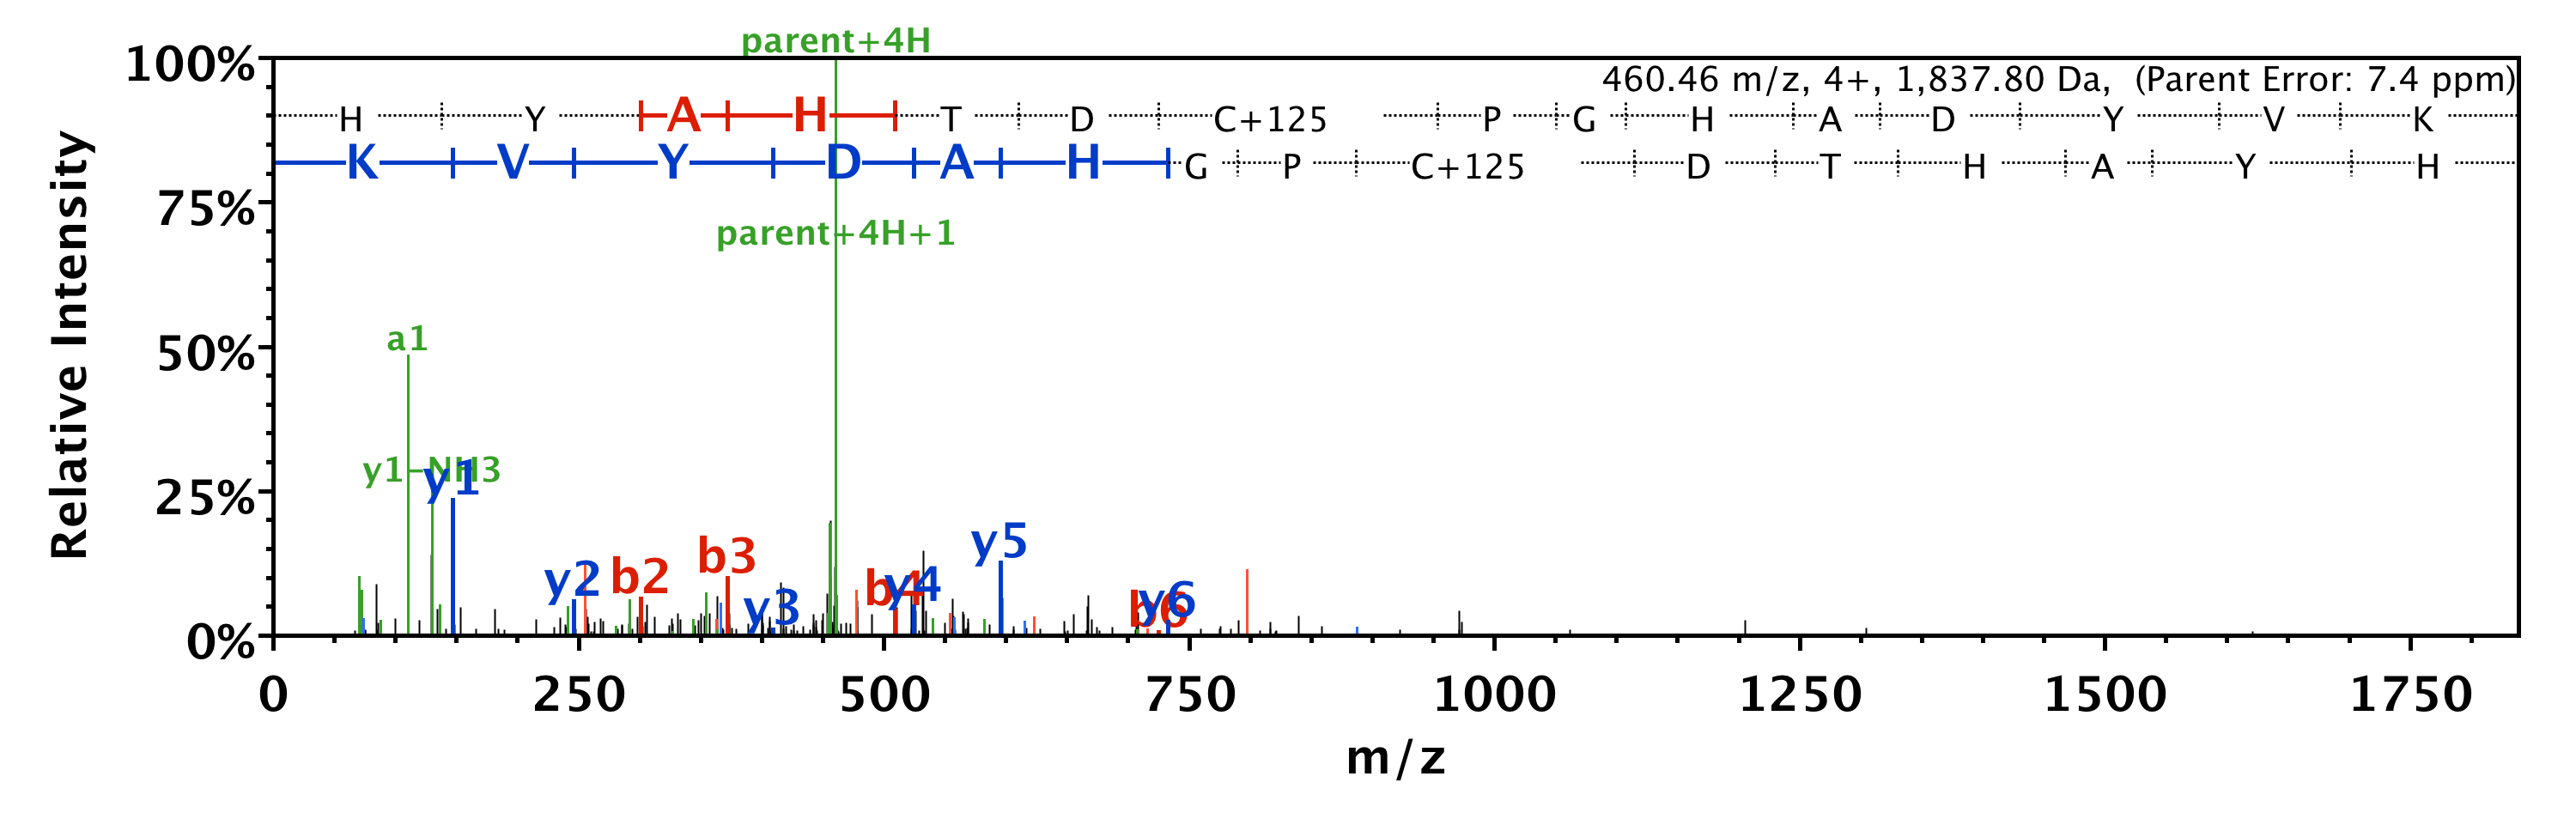 parent+4H
100%
460.46 m/z, 4+, 1,837.80 Da, (Parent Error: 7.4 ppm)
H Y A H T D C+125 P G H A D Y V K
K V Y D A H G P C+125 D T H A Y H
75%
parent+4H+1
Relative Intensity
50%
a1
y1-NH3
y1
25%
y5
b3
y2 b2 b4 y4
y3 b6 y6
0%
0 250 500 750 1000 1250 1500 1750
m/z